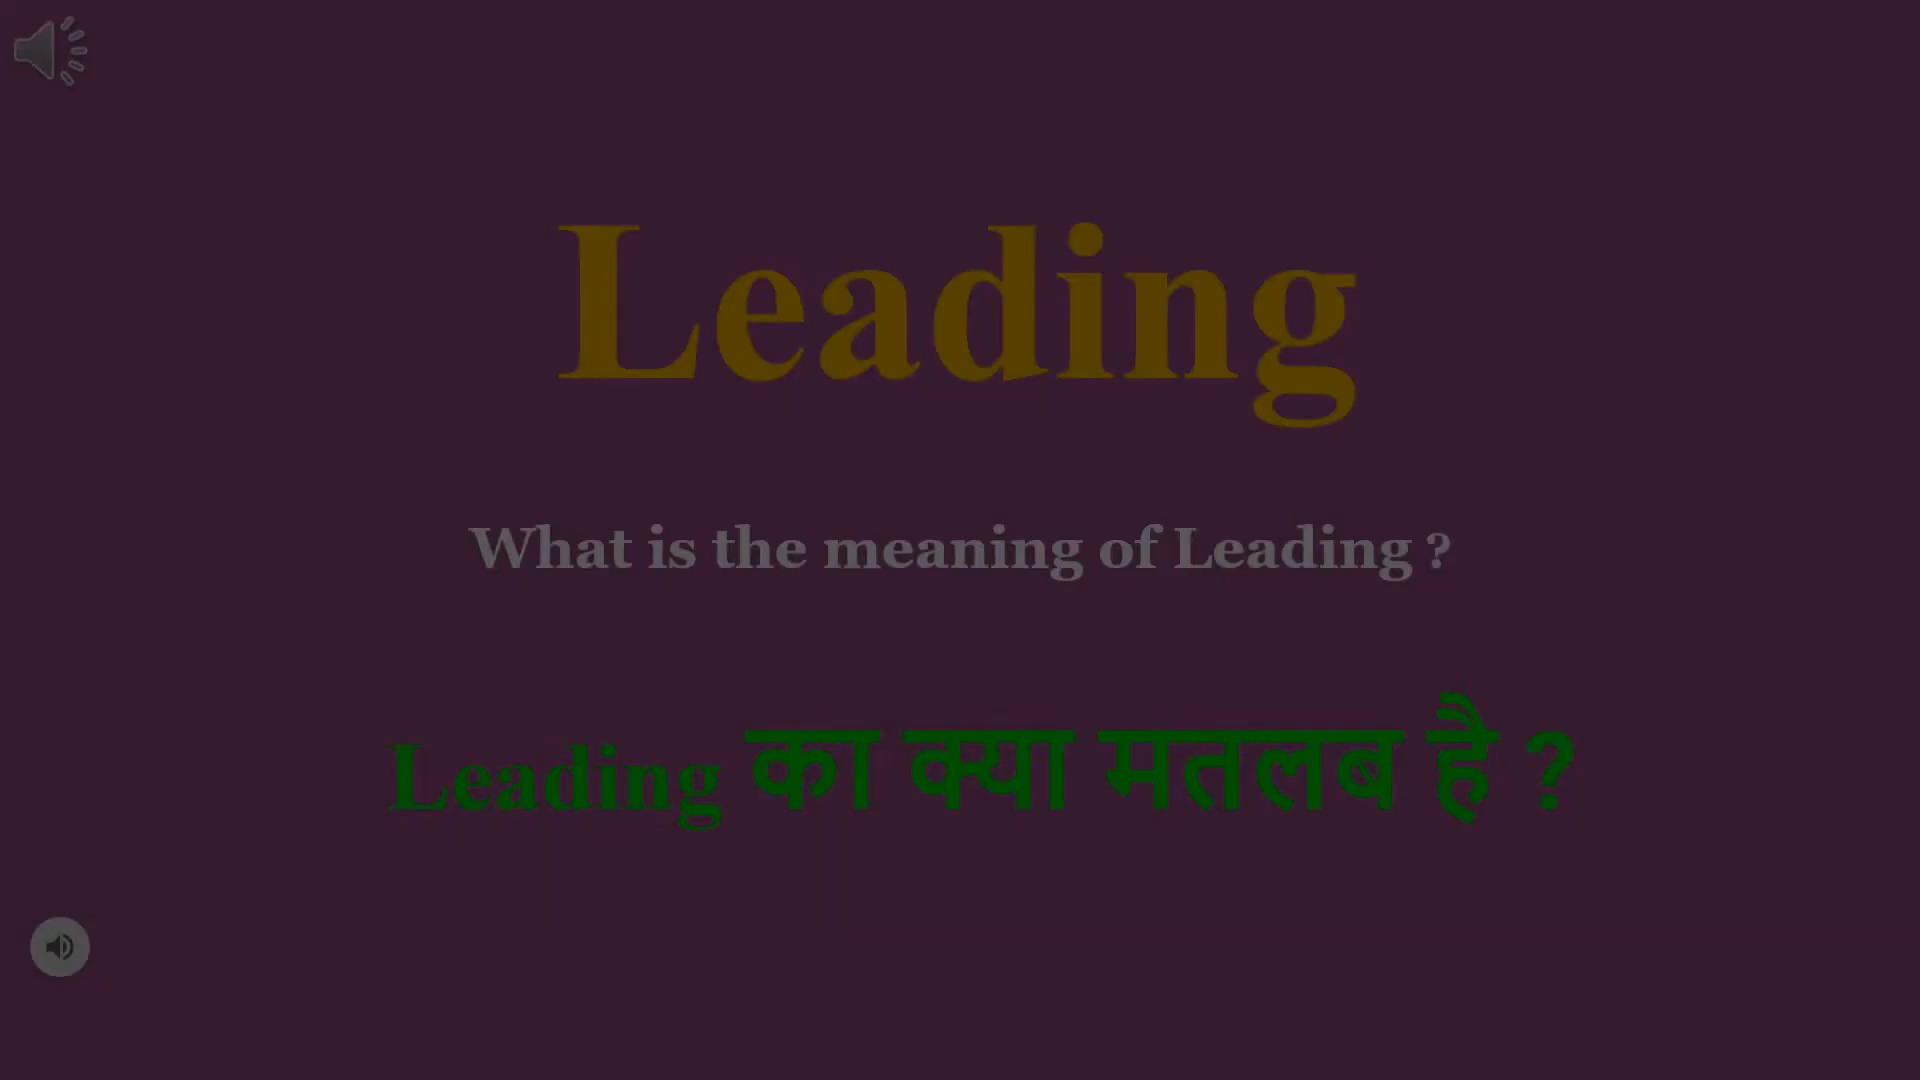 Leading
What is the meaning of Leading ?
Leading का क्या मतलब है ?